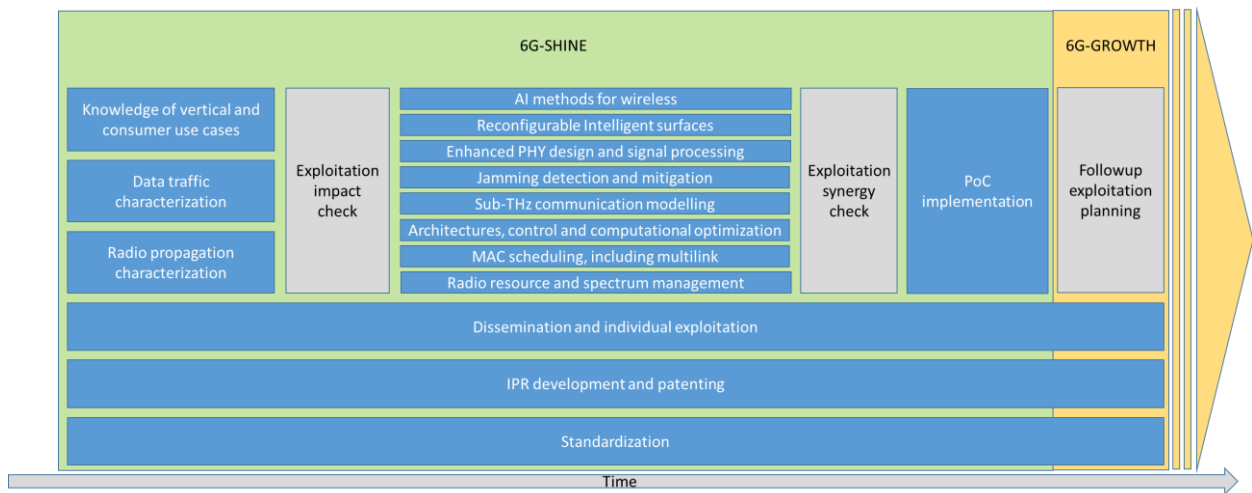 6G-SHINE
6G-GROWTH
Knowledge of vertical and
consumer use cases
Data traffic
characterization
Radio propagation
characterization
Exploitation
impact
check
AI methods for wireless
Reconfigurable Intelligent surfaces
Enhanced PHY design and signal processing
Jamming detection and mitigation
Sub-THz communication modelling
Architectures, control and computational optimization
MAC scheduling, including multilink
Radio resource and spectrum management
Exploitation
synergy
check
PoC
implementation
Followup
exploitation
planning
Dissemination and individual exploitation
IPR development and patenting
Standardization
Time